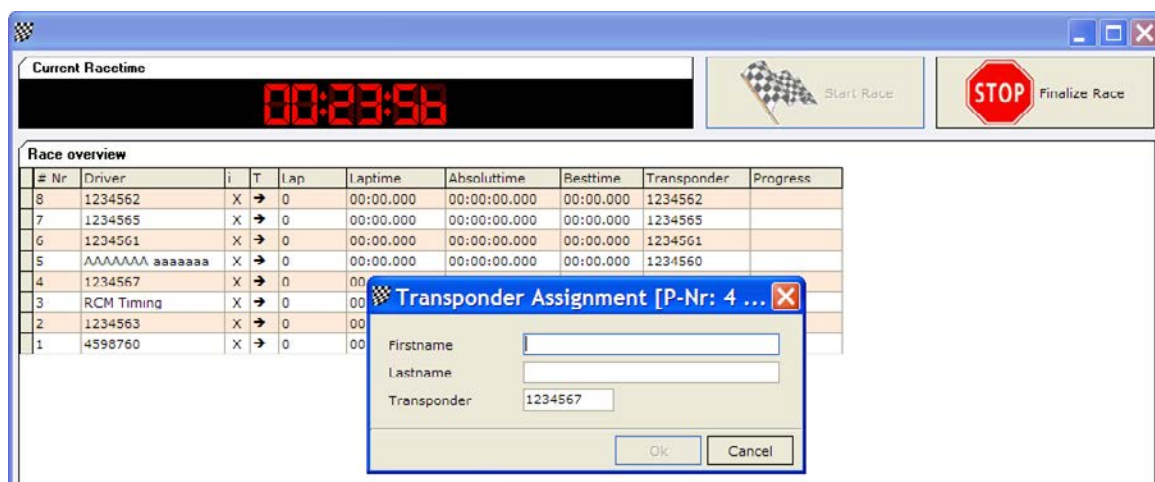 Current Racetime
00:23:56
Start Race
STOP
Finalize Race
Race overview
# Nr Driver i T Lap Laptime Absoluttime Besttime Transponder Progress
8 1234562 X → 0 00:00.000 00:00:00.000 00:00.000 1234562
7 1234565 X → 0 00:00.000 00:00:00.000 00:00.000 1234565
6 1234561 X → 0 00:00.000 00:00:00.000 00:00.000 1234561
5 AAAAAAA aaaaaaa X → 0 00:00.000 00:00:00.000 00:00.000 1234560
4 1234567 X → 0 00
3 RCM Timing X → 0 00
2 1234563 X → 0 00
1 4598760 X → 0 00
Transponder Assignment [P-Nr: 4 ...
Firstname
Lastname
Transponder 1234567
Ok Cancel